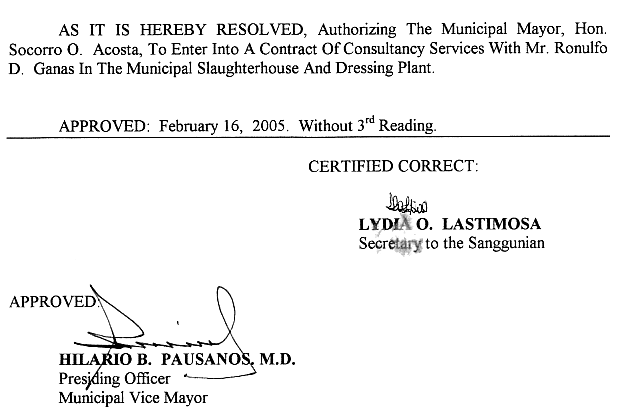 AS IT IS HEREBY RESOLVED, Authorizing The Municipal Mayor, Hon.
Socorro O. Acosta, To Enter Into A Contract Of Consultancy Services With Mr. Ronulfo
D. Ganas In The Municipal Slaughterhouse And Dressing Plant.
APPROVED: February 16, 2005. Without 3rd Reading.
CERTIFIED CORRECT:
LYDIA O. LASTIMOSA
Secretary to the Sanggunian
APPROVED:
HILARIO B. PAUSANOS, M.D.
Presiding Officer
Municipal Vice Mayor